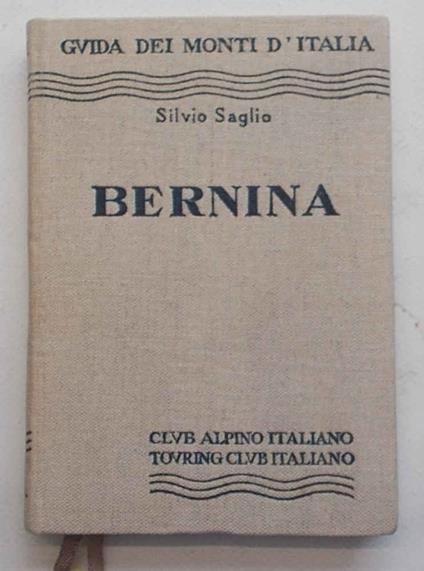 GVIDA DEI MONTI D'ITALIA
Silvio Saglio
BERNINA
CLVB ALPINO ITALIANO
TOVRING CLVB ITALIANO